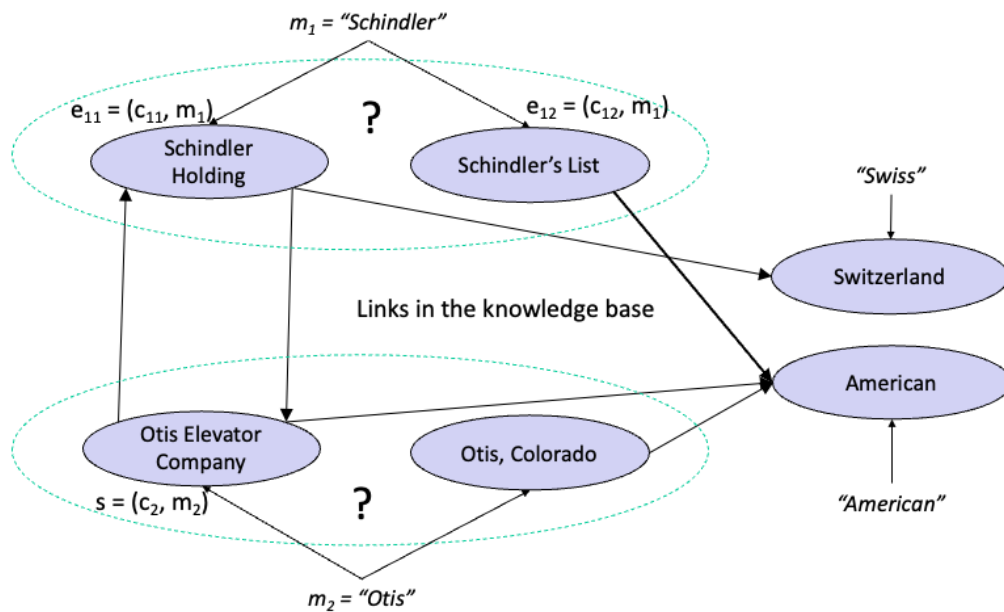 m₁ = “Schindler”
e₁₁ = (c₁₁, m₁)
?
e₁₂ = (c₁₂, m₁)
Schindler
Holding
Schindler’s List
“Swiss”
Switzerland
Links in the knowledge base
American
Otis Elevator
Company
Otis, Colorado
s = (c₂, m₂)
?
“American”
m₂ = “Otis”